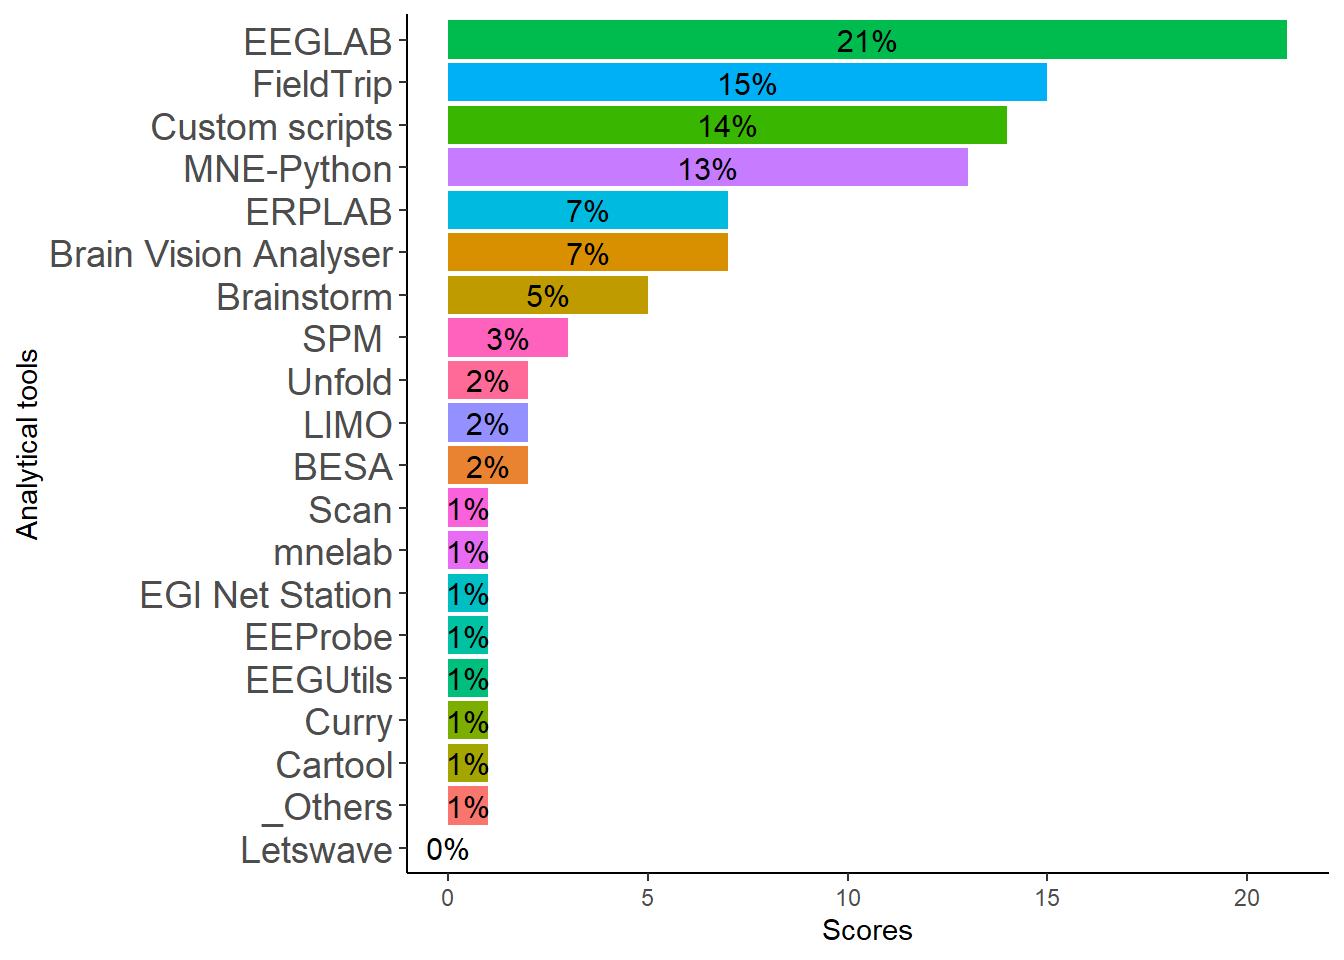 EEGLAB 21%
FieldTrip 15%
Custom scripts 14%
MNE-Python 13%
ERPLAB 7%
Brain Vision Analyser 7%
Brainstorm 5%
SPM 3%
Unfold 2%
LIMO 2%
BESA 2%
Scan 1%
mnelab 1%
EGI Net Station 1%
EEProbe 1%
EEGUtils 1%
Curry 1%
Cartool 1%
_Others 1%
Letswave 0%
0 5 10 15 20
Scores
Analytical tools